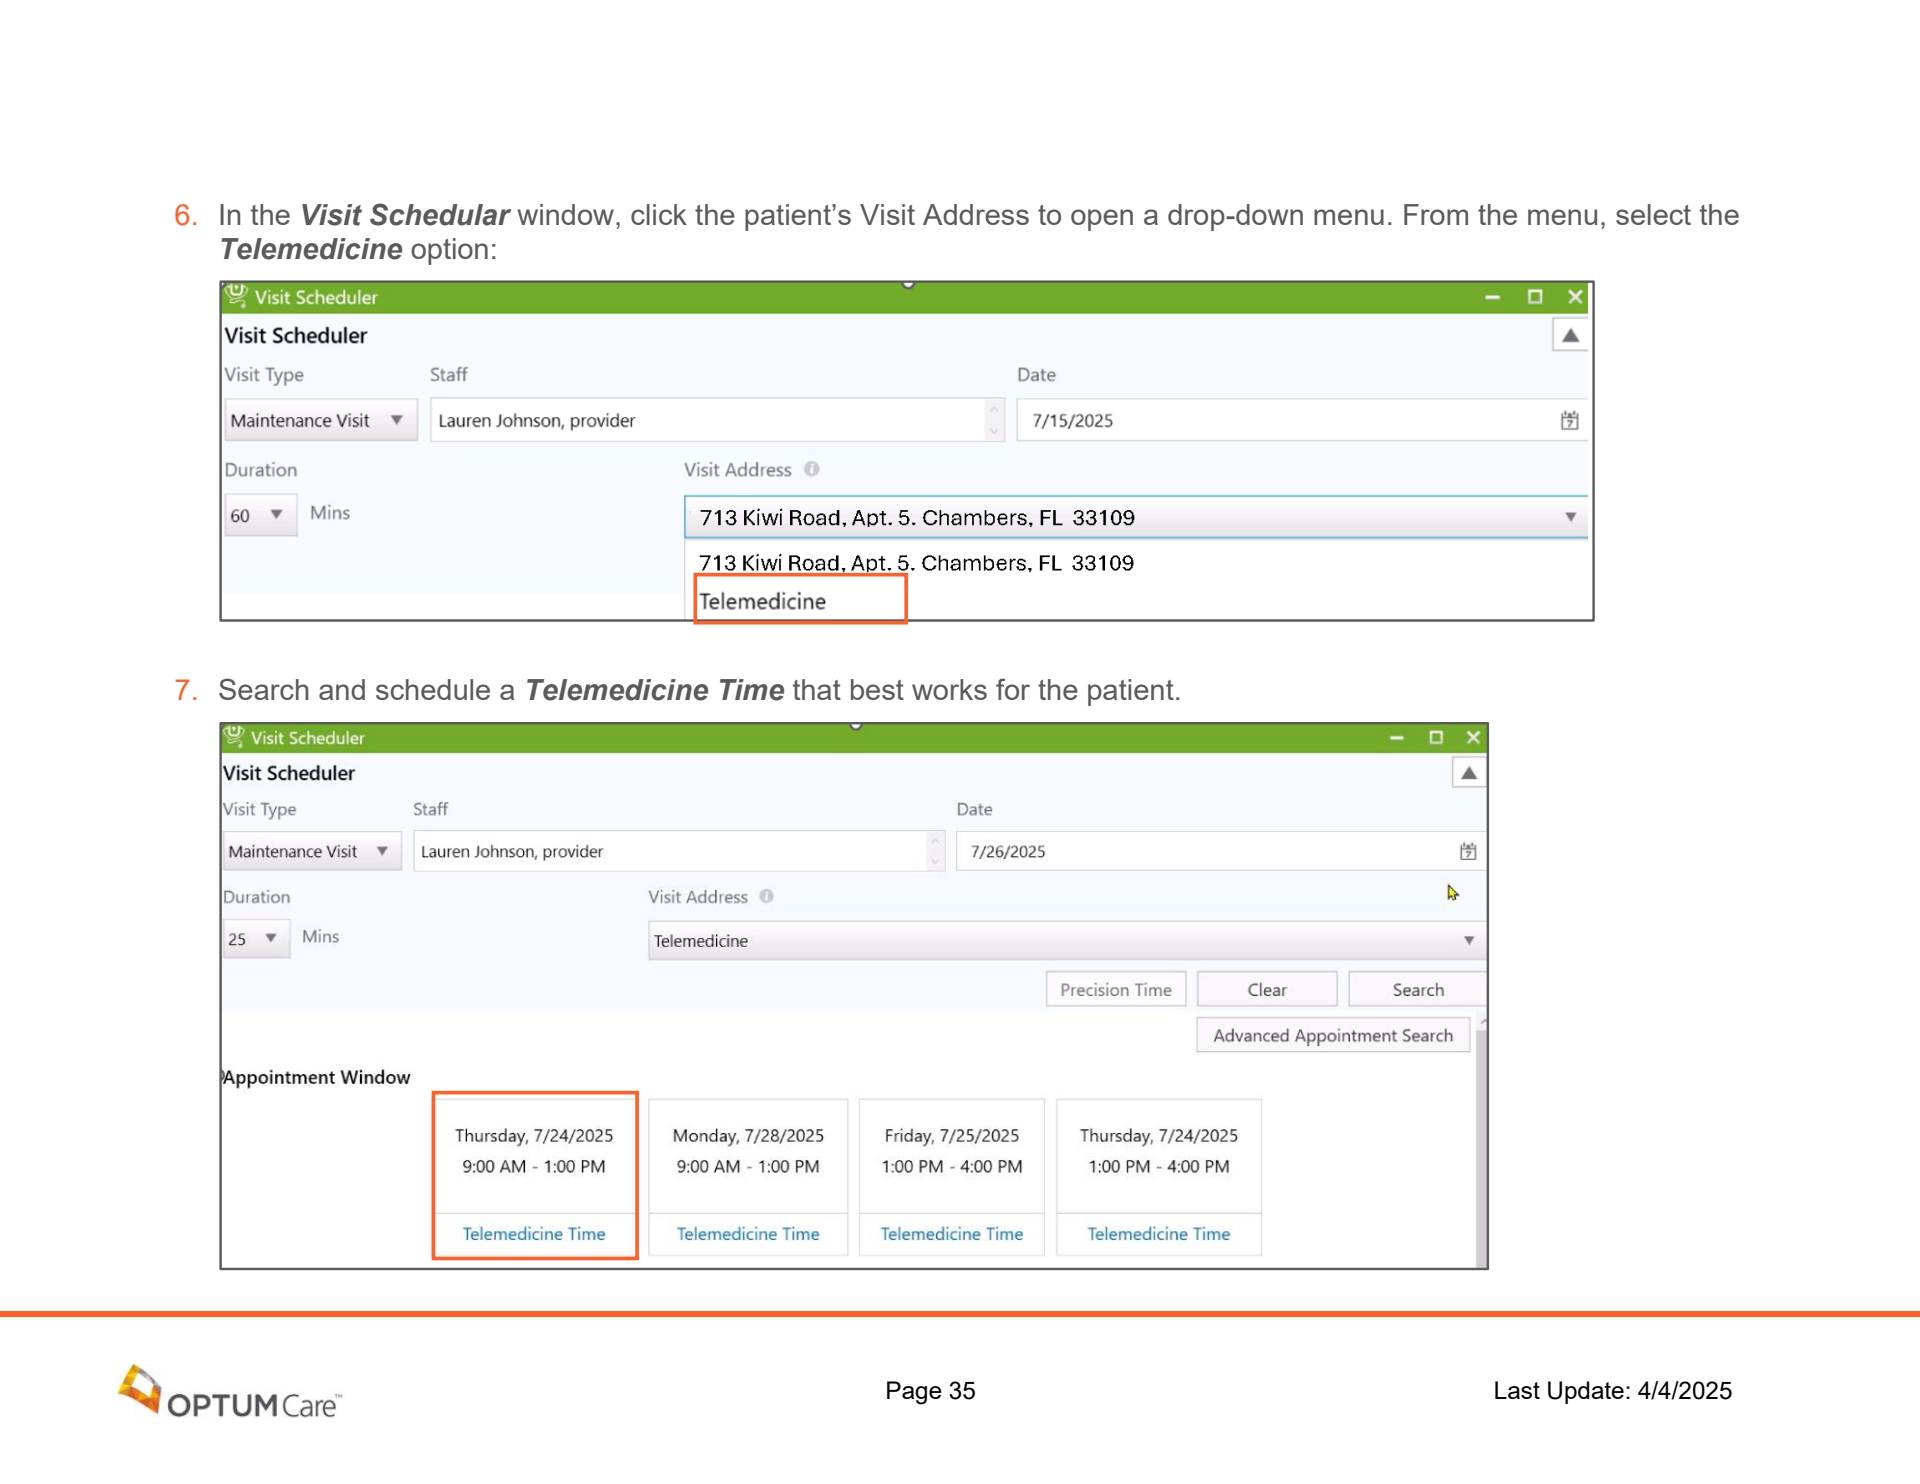 6. In the Visit Schedular window, click the patient’s Visit Address to open a drop-down menu. From the menu, select the
Telemedicine option:
Visit Scheduler
Visit Scheduler
Visit Type Staff Date
Maintenance Visit Lauren Johnson, provider 7/15/2025
Duration Visit Address
60 Mins 713 Kiwi Road, Apt. 5. Chambers, FL 33109
713 Kiwi Road, Apt. 5. Chambers, FL 33109
Telemedicine
7. Search and schedule a Telemedicine Time that best works for the patient.
Visit Scheduler
Visit Scheduler
Visit Type Staff Date
Maintenance Visit Lauren Johnson, provider 7/26/2025
Duration Visit Address
25 Mins Telemedicine
Precision Time Clear Search
Advanced Appointment Search
Appointment Window
Thursday, 7/24/2025 Monday, 7/28/2025 Friday, 7/25/2025 Thursday, 7/24/2025
9:00 AM - 1:00 PM 9:00 AM - 1:00 PM 1:00 PM - 4:00 PM 1:00 PM - 4:00 PM
Telemedicine Time Telemedicine Time Telemedicine Time Telemedicine Time
OPTUM Care™ Page 35 Last Update: 4/4/2025